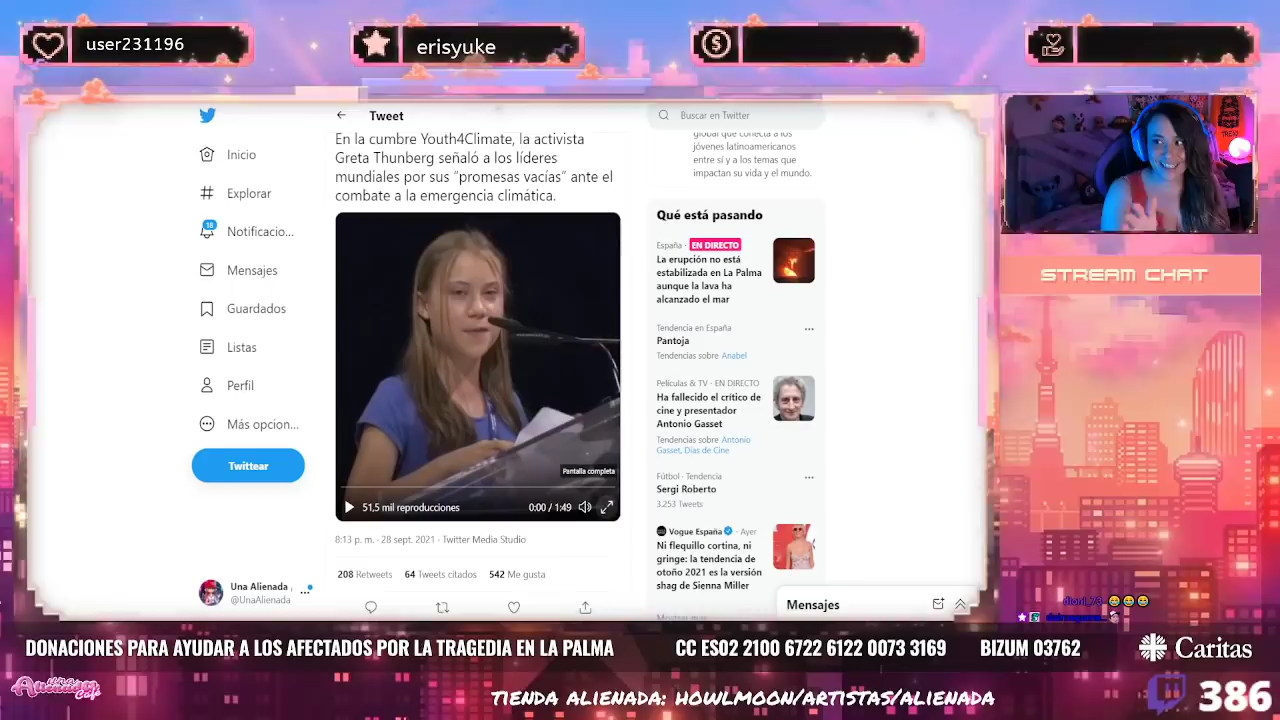 user231196
erisyuke
Tweet
Buscar en Twitter
En la cumbre Youth4Climate, la activista
Greta Thunberg señaló a los líderes
mundiales por sus “promesas vacías” ante el
combate a la emergencia climática.
Inicio
Explorar
18
Notificacio...
Mensajes
Guardados
Listas
Perfil
Más opcion...
Twittear
Una Alienada
@UnaAlienada
...
Pantalla completa
51,5 mil reproducciones
0:00 / 1:49
8:13 p. m. · 28 sept. 2021 · Twitter Media Studio
208 Retweets 64 Tweets citados 542 Me gusta
global que conecta a los
jóvenes latinoamericanos
entre sí y a los temas que
impactan su vida y el mundo.
Qué está pasando
España · EN DIRECTO
La erupción no está
estabilizada en La Palma
aunque la lava ha
alcanzado el mar
Tendencia en España
Pantoja
Tendencias sobre Anabel
Películas & TV · EN DIRECTO
Ha fallecido el crítico de
cine y presentador
Antonio Gasset
Tendencias sobre Antonio
Gasset, Días de Cine
Fútbol · Tendencia
Sergi Roberto
3.253 Tweets
Vogue España · Ayer
Ni flequillo cortina, ni
gringe: la tendencia de
otoño 2021 es la versión
shag de Sienna Miller
Mostrar más
Mensajes
STREAM CHAT
DONACIONES PARA AYUDAR A LOS AFECTADOS POR LA TRAGEDIA EN LA PALMA
CC ES02 2100 6722 6122 0073 3169
BIZUM 03762
Caritas
TIENDA ALIENADA: HOWLMOON/ARTISTAS/ALIENADA
386